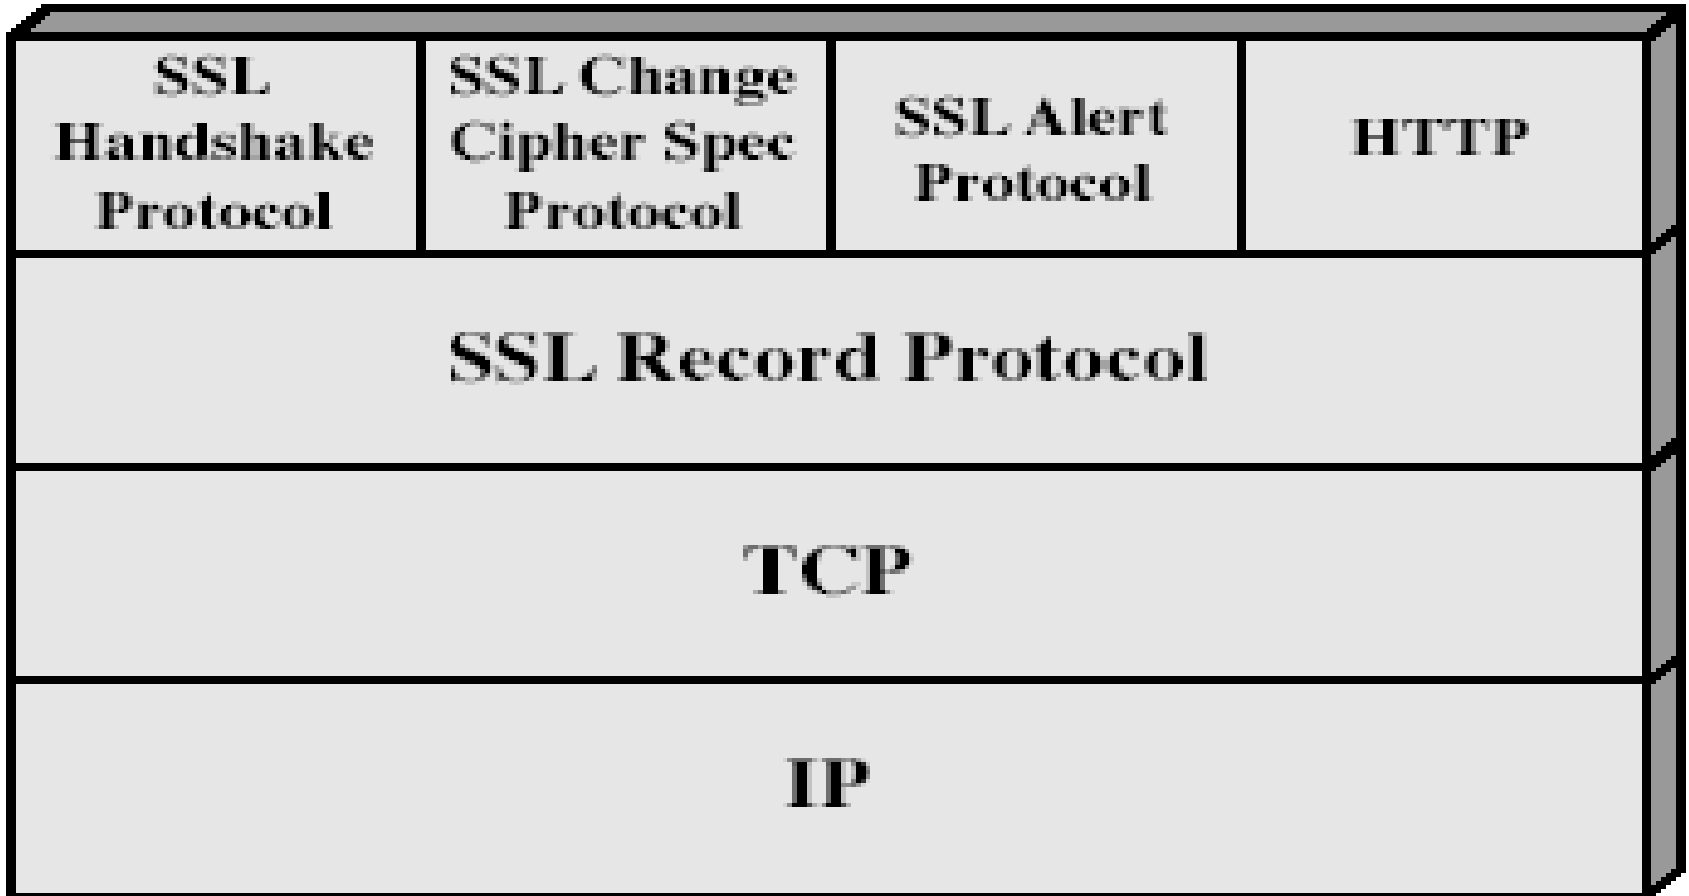 SSL
Handshake
Protocol
SSL Change
Cipher Spec
Protocol
SSL Alert
Protocol
HTTP
SSL Record Protocol
TCP
IP